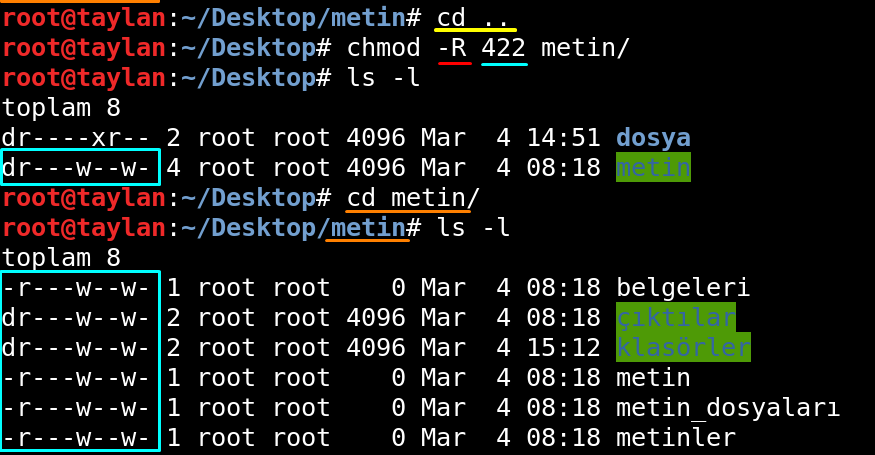 root@taylan:~/Desktop/metin# cd ..
root@taylan:~/Desktop# chmod -R 422 metin/
root@taylan:~/Desktop# ls -l
toplam 8
dr----xr-- 2 root root 4096 Mar  4 14:51 dosya
dr---w--w- 4 root root 4096 Mar  4 08:18 metin
root@taylan:~/Desktop# cd metin/
root@taylan:~/Desktop/metin# ls -l
toplam 8
-r---w--w- 1 root root    0 Mar  4 08:18 belgeleri
dr---w--w- 2 root root 4096 Mar  4 08:18 çıktılar
dr---w--w- 2 root root 4096 Mar  4 15:12 klasörler
-r---w--w- 1 root root    0 Mar  4 08:18 metin
-r---w--w- 1 root root    0 Mar  4 08:18 metin_dosyaları
-r---w--w- 1 root root    0 Mar  4 08:18 metinler